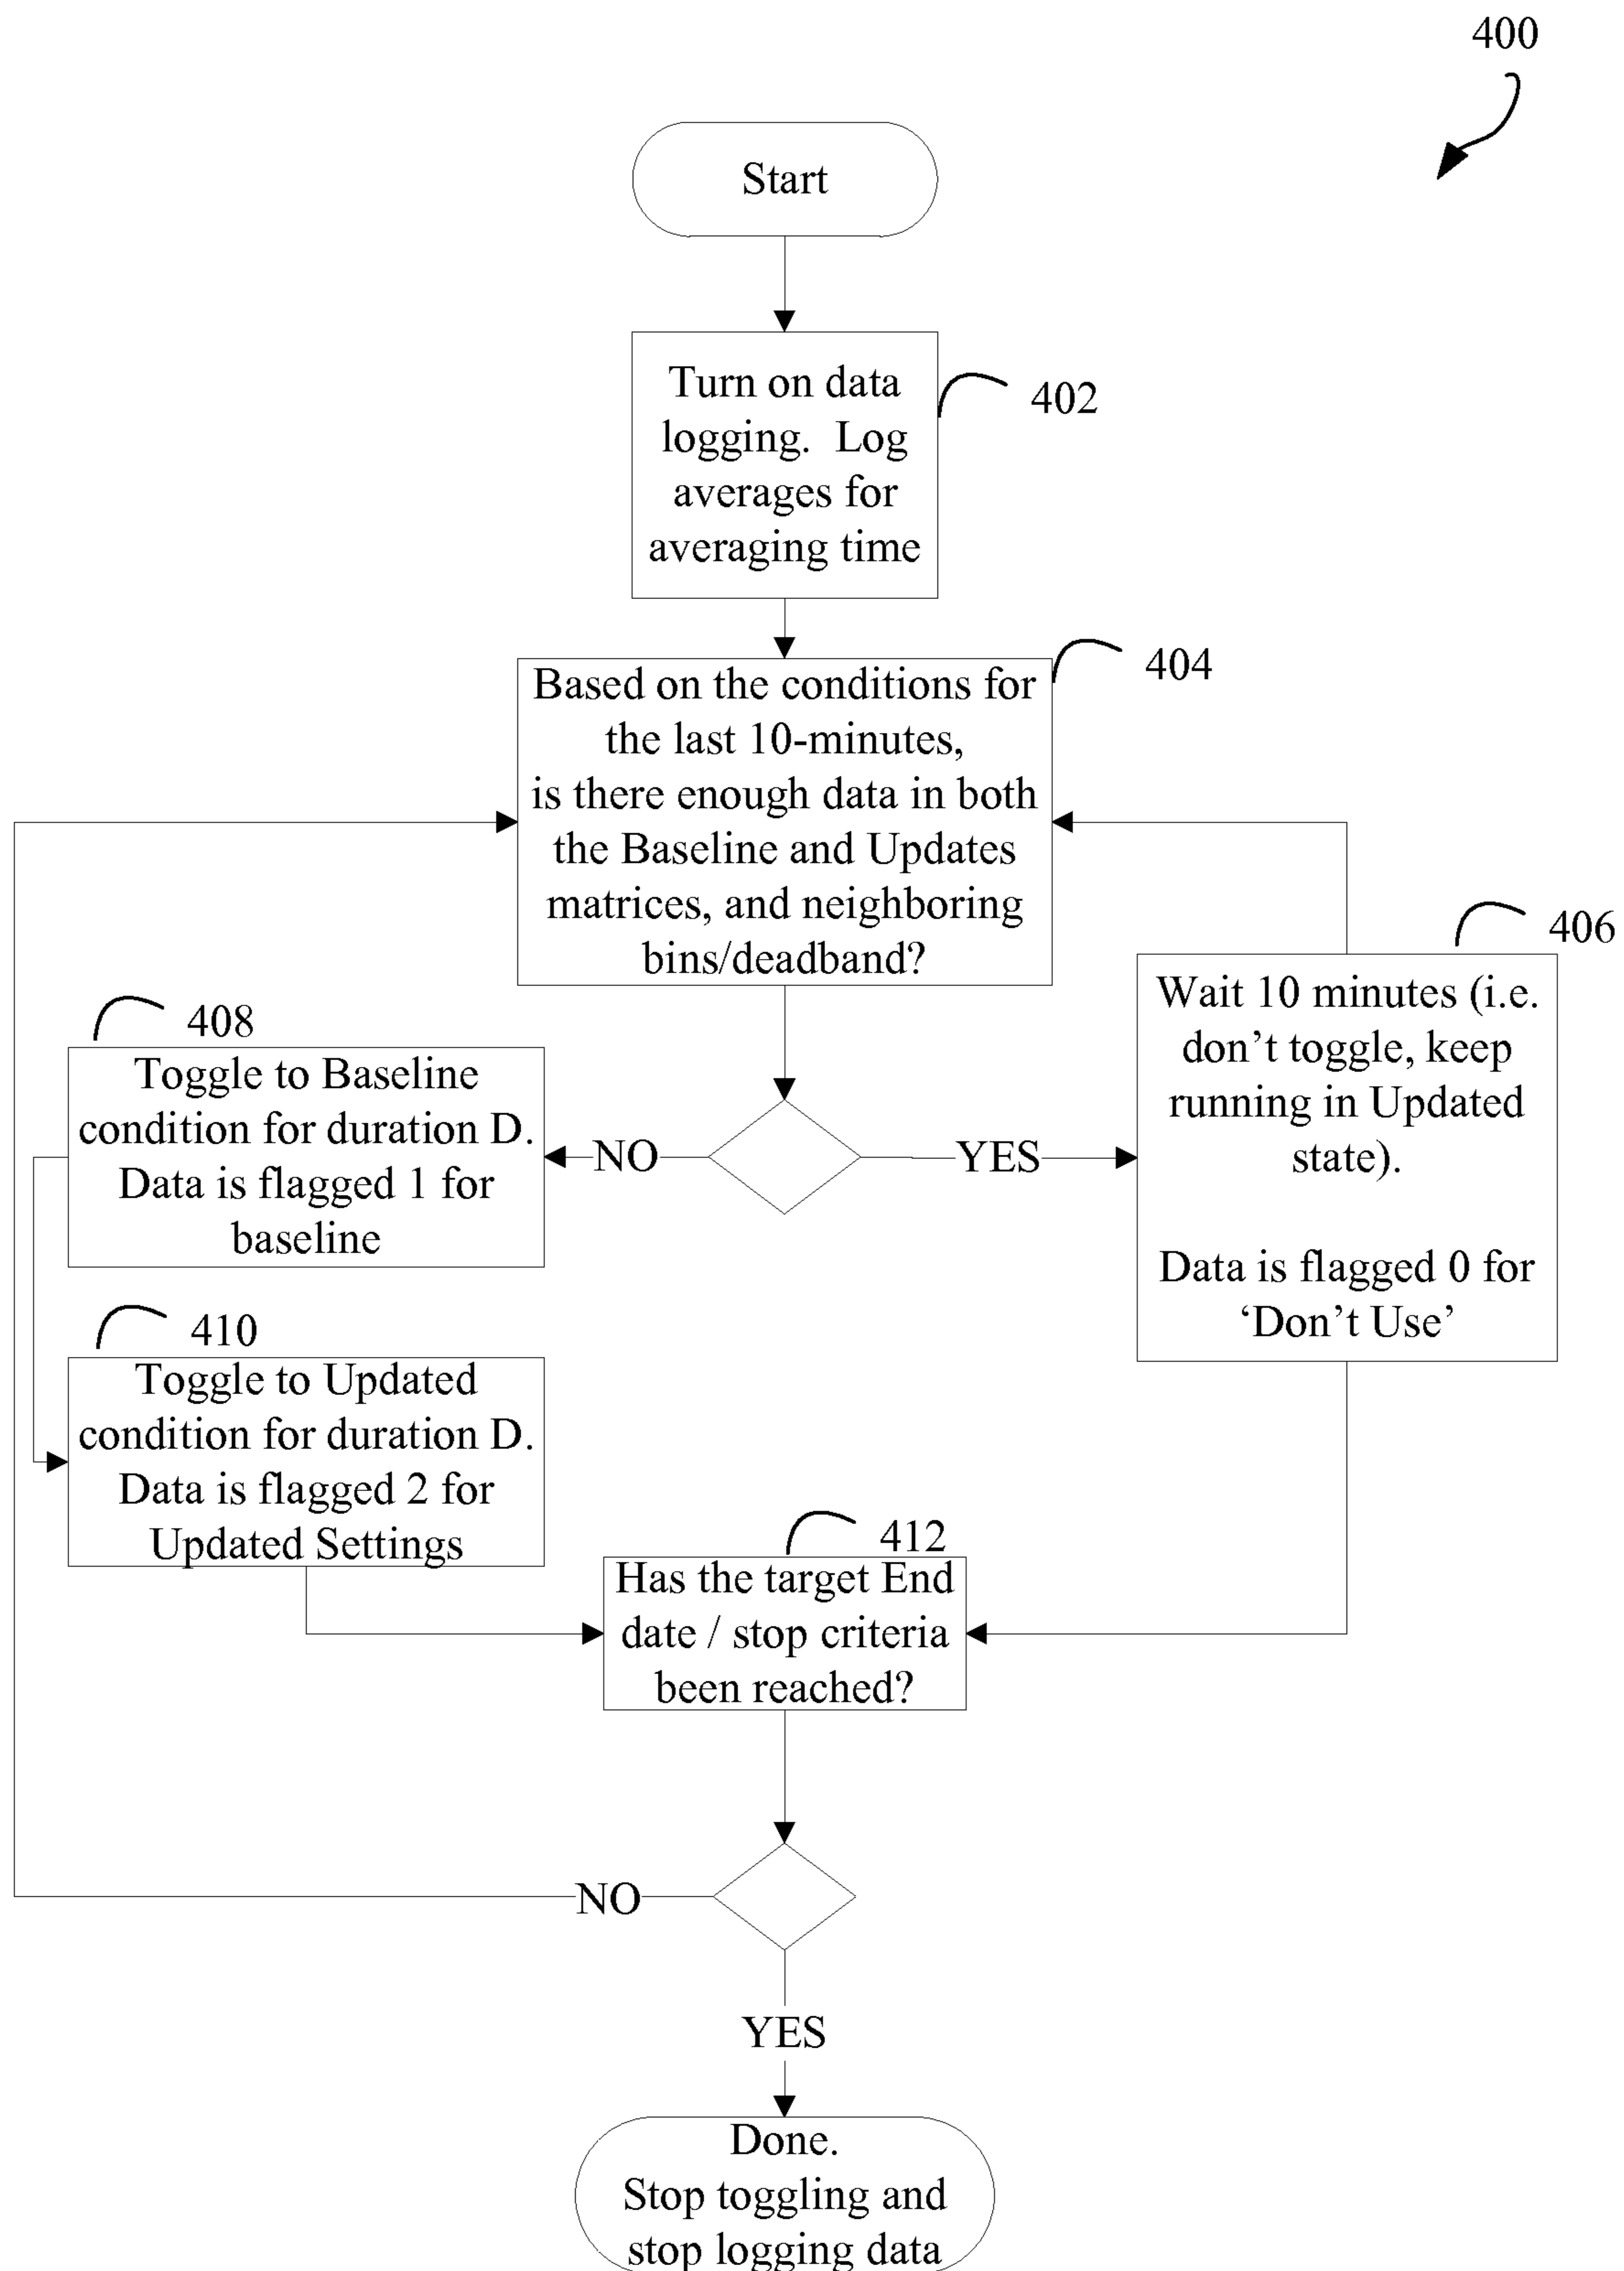 400
Start
Turn on data
logging.  Log
averages for
averaging time
402
Based on the conditions for
the last 10-minutes,
is there enough data in both
the Baseline and Updates
matrices, and neighboring
bins/deadband?
404
406
Wait 10 minutes (i.e.
don’t toggle, keep
running in Updated
state).
Data is flagged 0 for
‘Don’t Use’
NO
YES
408
Toggle to Baseline
condition for duration D.
Data is flagged 1 for
baseline
410
Toggle to Updated
condition for duration D.
Data is flagged 2 for
Updated Settings
412
Has the target End
date / stop criteria
been reached?
NO
YES
Done.
Stop toggling and
stop logging data